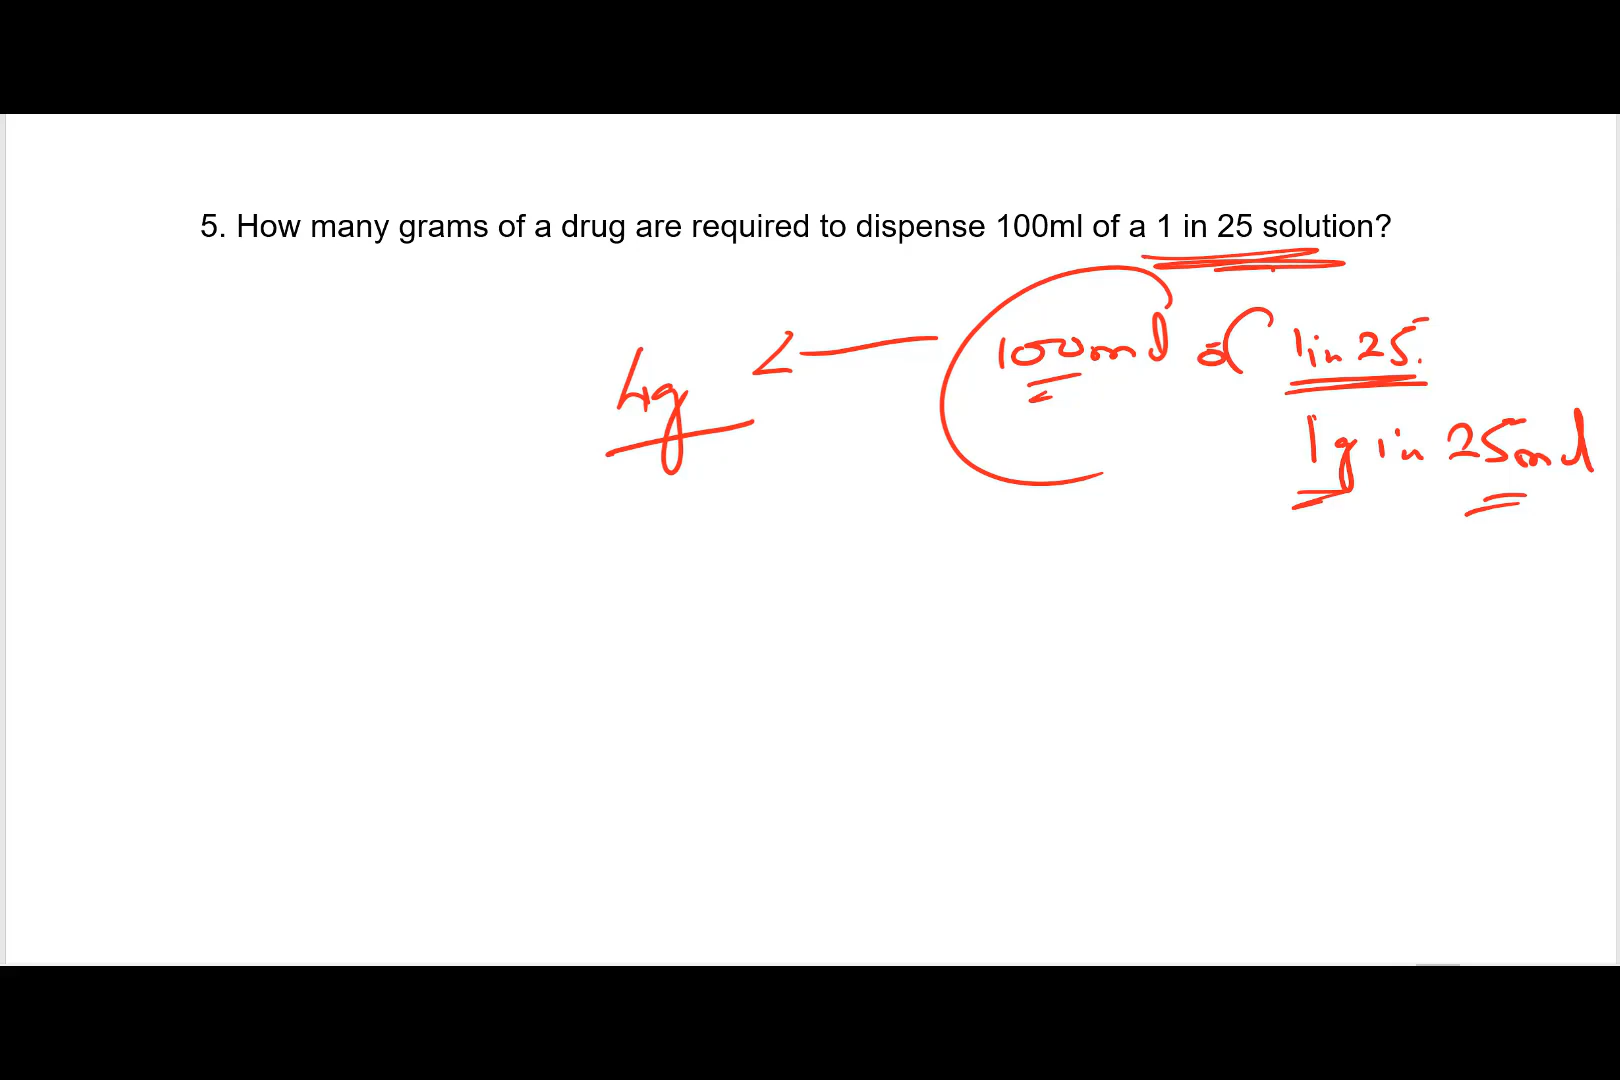 5. How many grams of a drug are required to dispense 100ml of a 1 in 25 solution?
100ml of 1 in 25.
4g
1g in 25ml